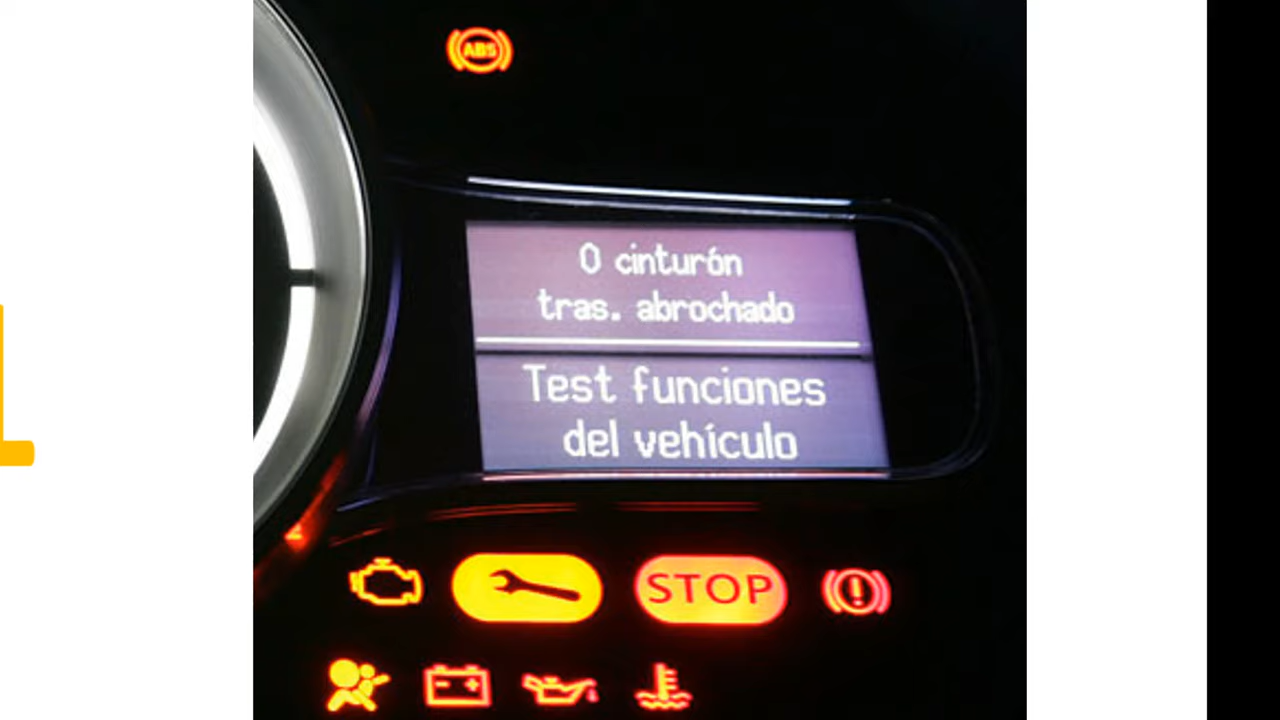 ABS
0 cinturón
tras. abrochado
Test funciones
del vehículo
STOP